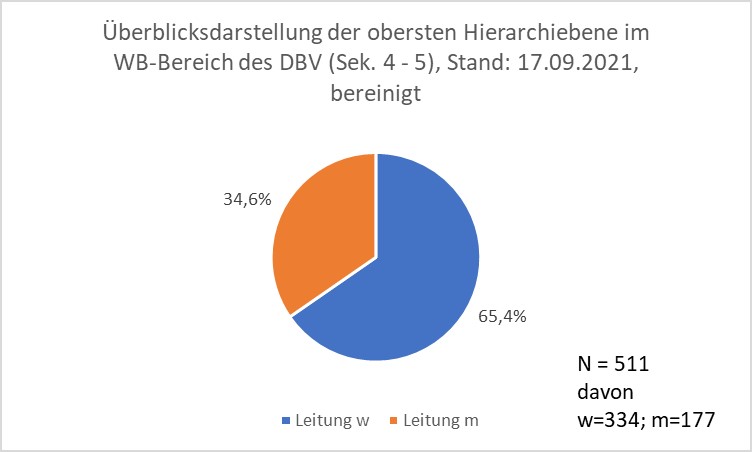 Überblicksdarstellung der obersten Hierarchiebene im
WB-Bereich des DBV (Sek. 4 - 5), Stand: 17.09.2021,
bereinigt
34,6%
65,4%
N = 511
davon
w=334; m=177
Leitung w Leitung m